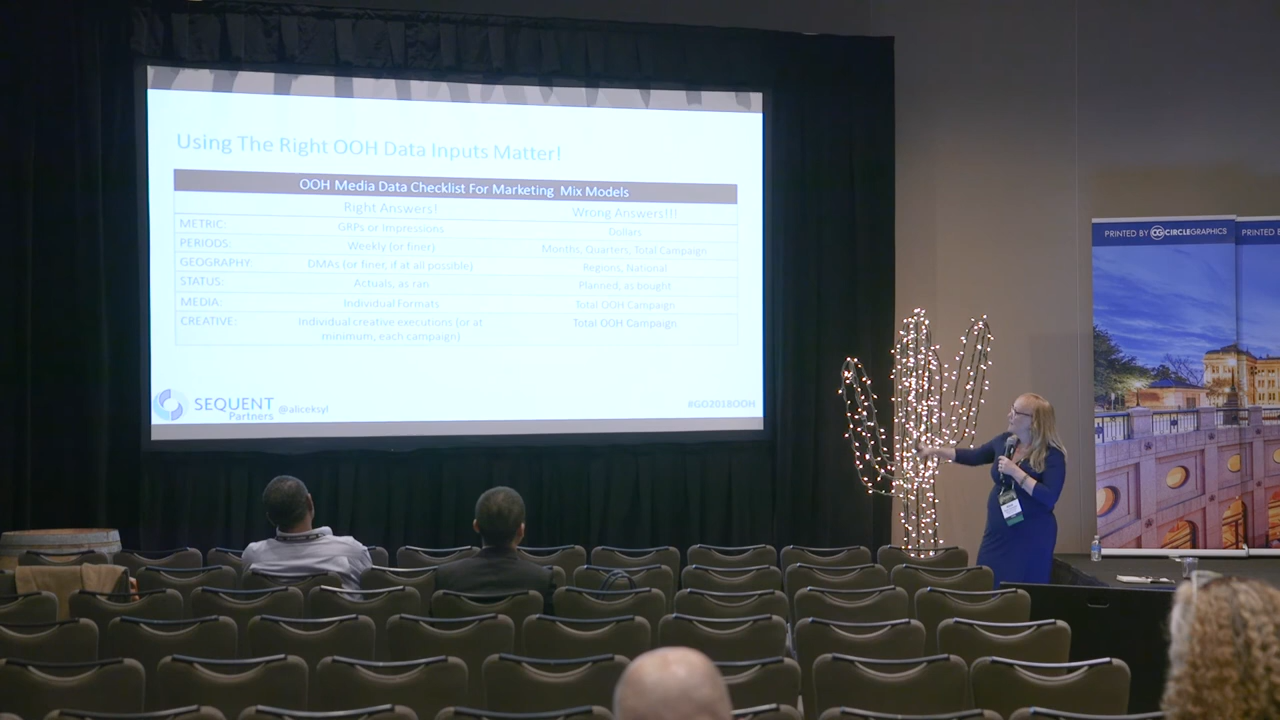 Using The Right OOH Data Inputs Matter!
OOH Media Data Checklist For Marketing Mix Models
Right Answers! Wrong Answers!!!
METRIC: GRPs or Impressions Dollars
PERIODS: Weekly (or finer) Months, Quarters, Total Campaign
GEOGRAPHY: DMAs (or finer, if at all possible) Regions, National
STATUS: Actuals, as ran Planned, as bought
MEDIA: Individual Formats Total OOH Campaign
CREATIVE: Individual creative executions (or at Total OOH Campaign
minimum, each campaign)
SEQUENT
Partners @aliceksyl #GO2018OOH
PRINTED BY CG CIRCLEGRAPHICS
PRINTED